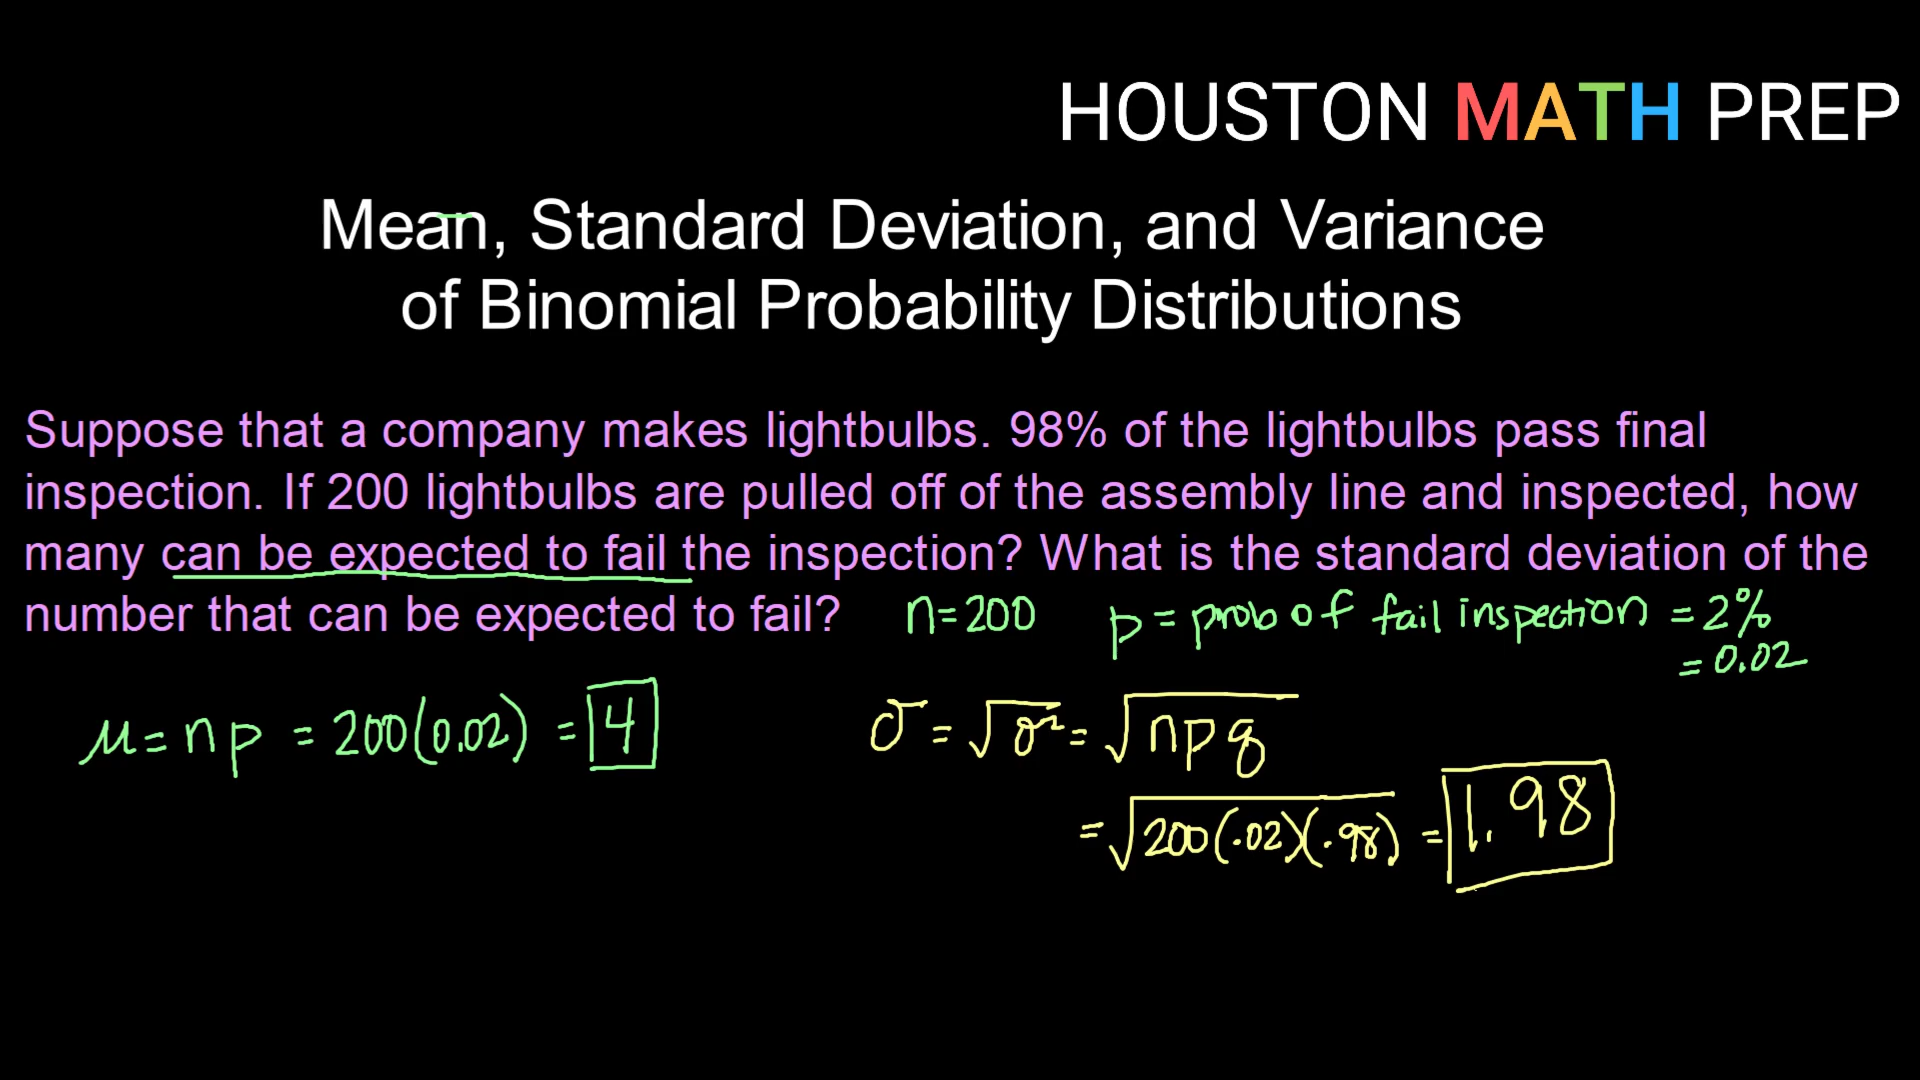 HOUSTON MATH PREP
Mean, Standard Deviation, and Variance
of Binomial Probability Distributions
Suppose that a company makes lightbulbs. 98% of the lightbulbs pass final
inspection. If 200 lightbulbs are pulled off of the assembly line and inspected, how
many can be expected to fail the inspection? What is the standard deviation of the
number that can be expected to fail?
n=200
p = prob of fail inspection = 2%
= 0.02
μ = np = 200(0.02) = 4
σ = √σ² = √npq
= √200(.02)(.98) = 1.98